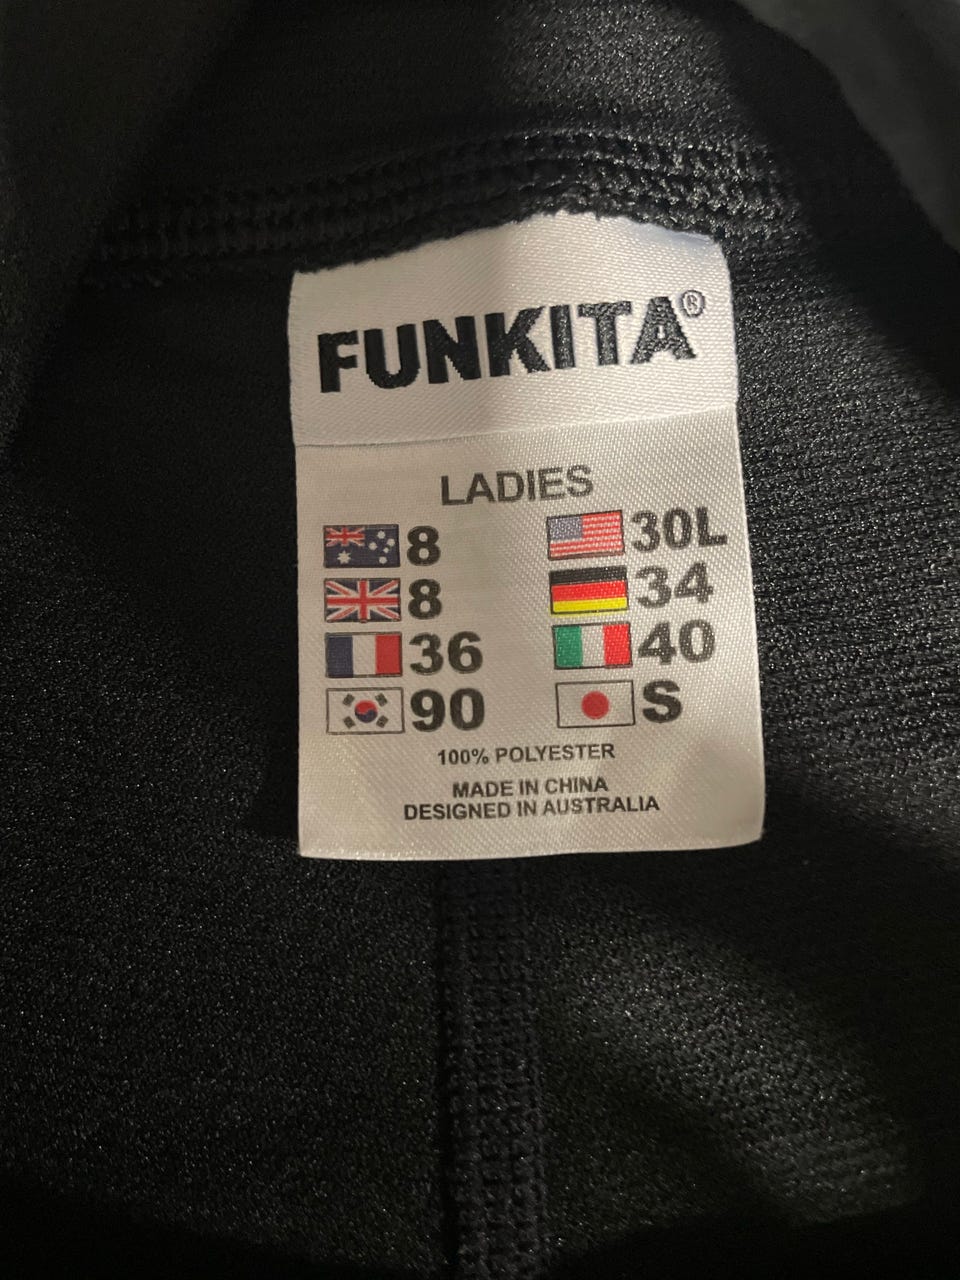 FUNKITA®
LADIES
8 30L
8 34
36 40
90 S
100% POLYESTER
MADE IN CHINA
DESIGNED IN AUSTRALIA